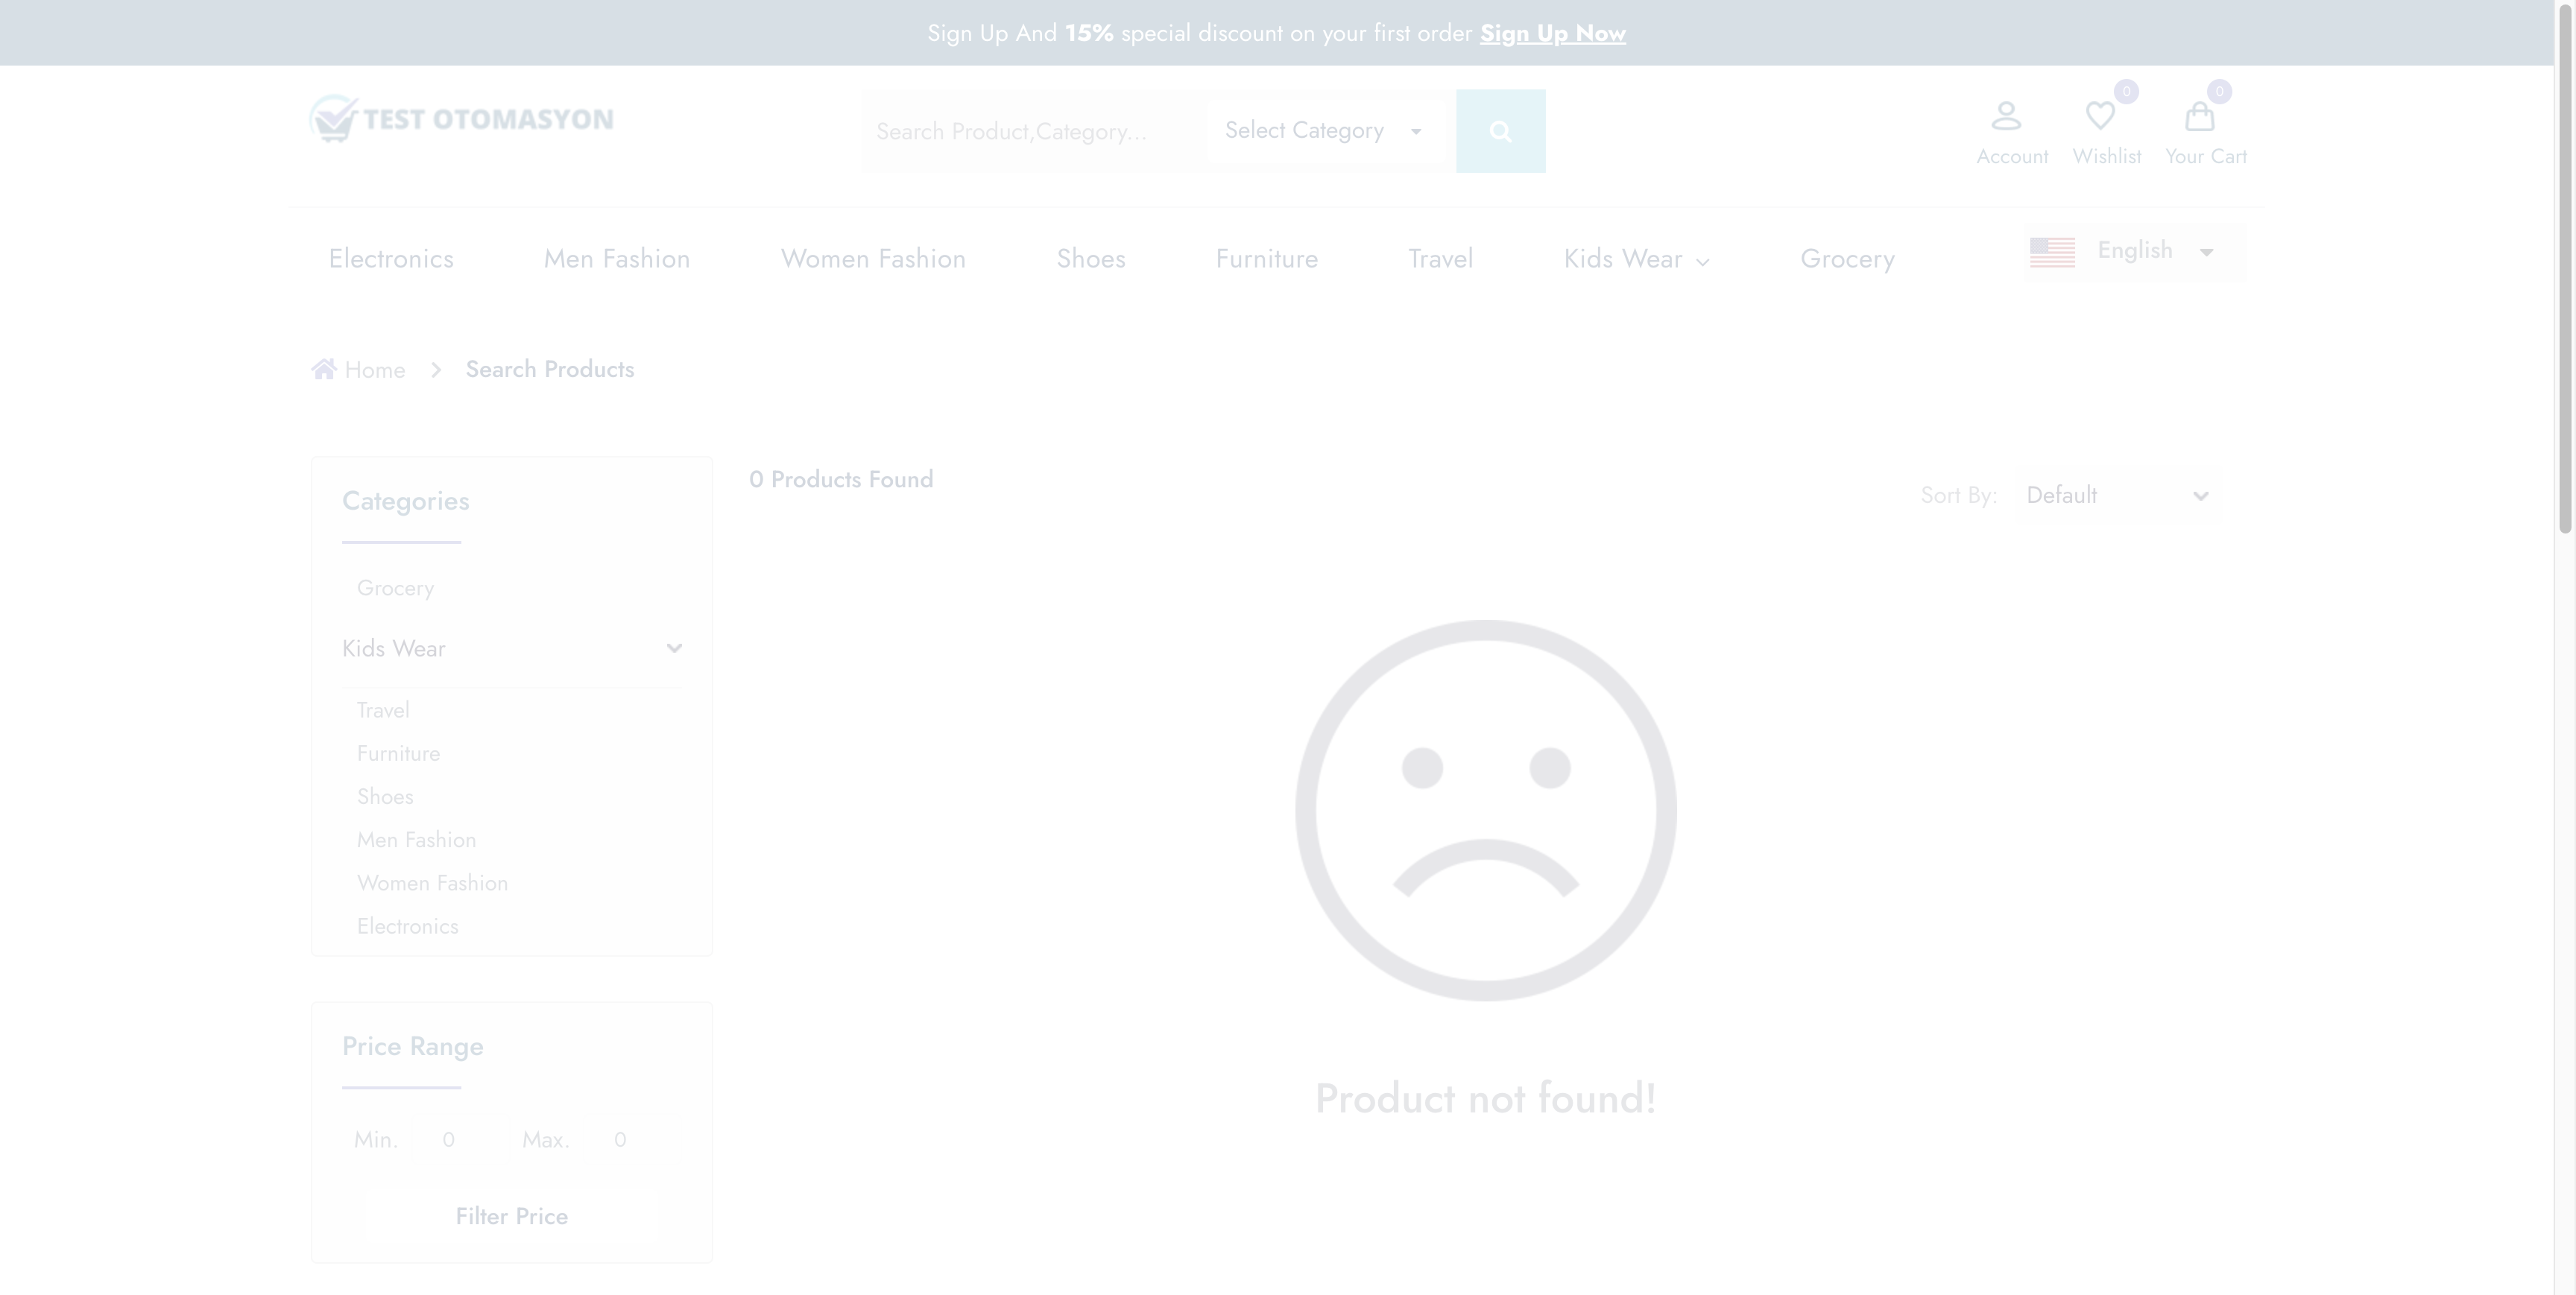 Sign Up And 15% special discount on your first order Sign Up Now
TEST OTOMASYON
Search Product,Category...
Select Category
0
0
Account
Wishlist
Your Cart
Electronics
Men Fashion
Women Fashion
Shoes
Furniture
Travel
Kids Wear
Grocery
English
Home
Search Products
Categories
Grocery
Kids Wear
Travel
Furniture
Shoes
Men Fashion
Women Fashion
Electronics
Price Range
Min. 0 Max. 0
Filter Price
0 Products Found
Sort By: Default
Product not found!